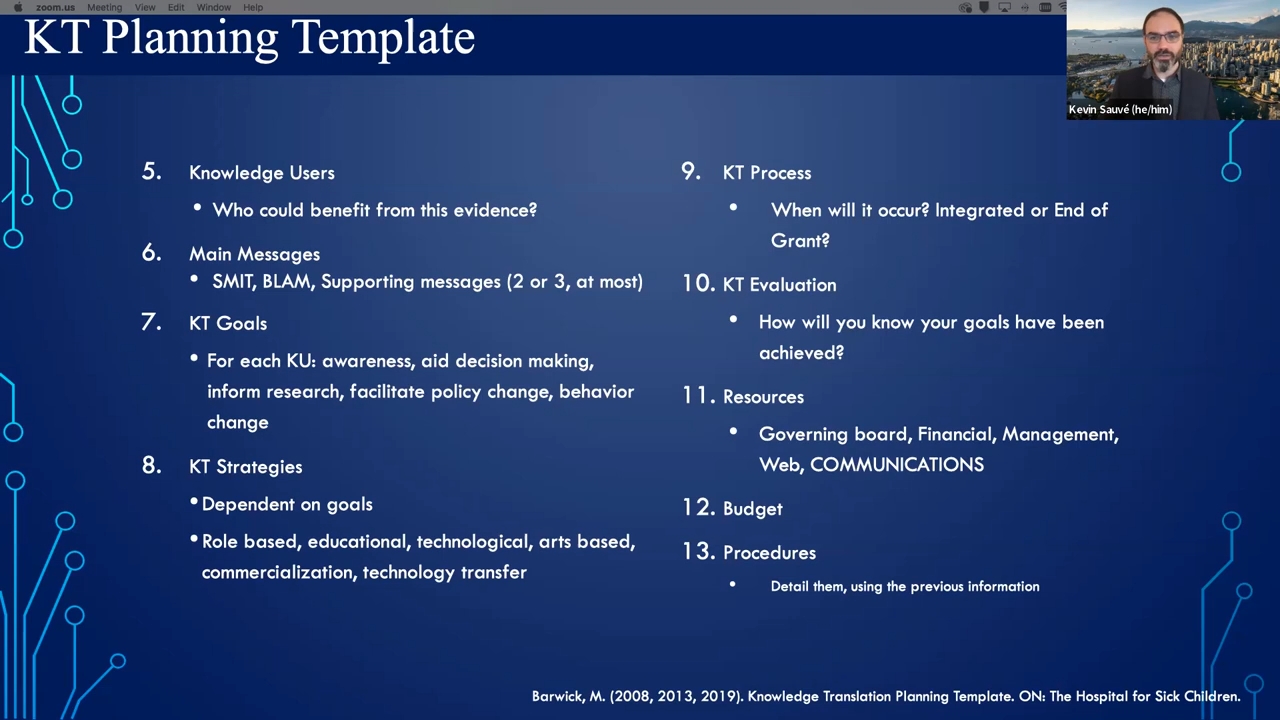 zoom.us Meeting View Edit Window Help
KT Planning Template
Kevin Sauvé (he/him)
5. Knowledge Users
• Who could benefit from this evidence?
6. Main Messages
• SMIT, BLAM, Supporting messages (2 or 3, at most)
7. KT Goals
• For each KU: awareness, aid decision making,
inform research, facilitate policy change, behavior
change
8. KT Strategies
• Dependent on goals
• Role based, educational, technological, arts based,
commercialization, technology transfer
9. KT Process
• When will it occur? Integrated or End of
Grant?
10. KT Evaluation
• How will you know your goals have been
achieved?
11. Resources
• Governing board, Financial, Management,
Web, COMMUNICATIONS
12. Budget
13. Procedures
• Detail them, using the previous information
Barwick, M. (2008, 2013, 2019). Knowledge Translation Planning Template. ON: The Hospital for Sick Children.